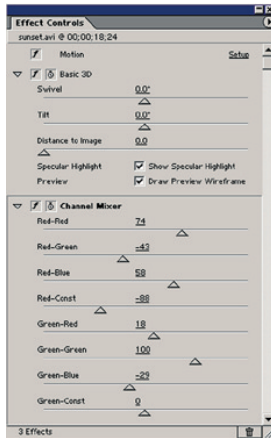 Effect Controls
sunset.avi @ 00;00;18;24
f Motion Setup
f Basic 3D
Swivel 0.0°
Tilt 0.0°
Distance to Image 0.0
Specular Highlight Show Specular Highlight
Preview Draw Preview Wireframe
f Channel Mixer
Red-Red 74
Red-Green -43
Red-Blue 58
Red-Const -88
Green-Red 18
Green-Green 100
Green-Blue -29
Green-Const 0
3 Effects